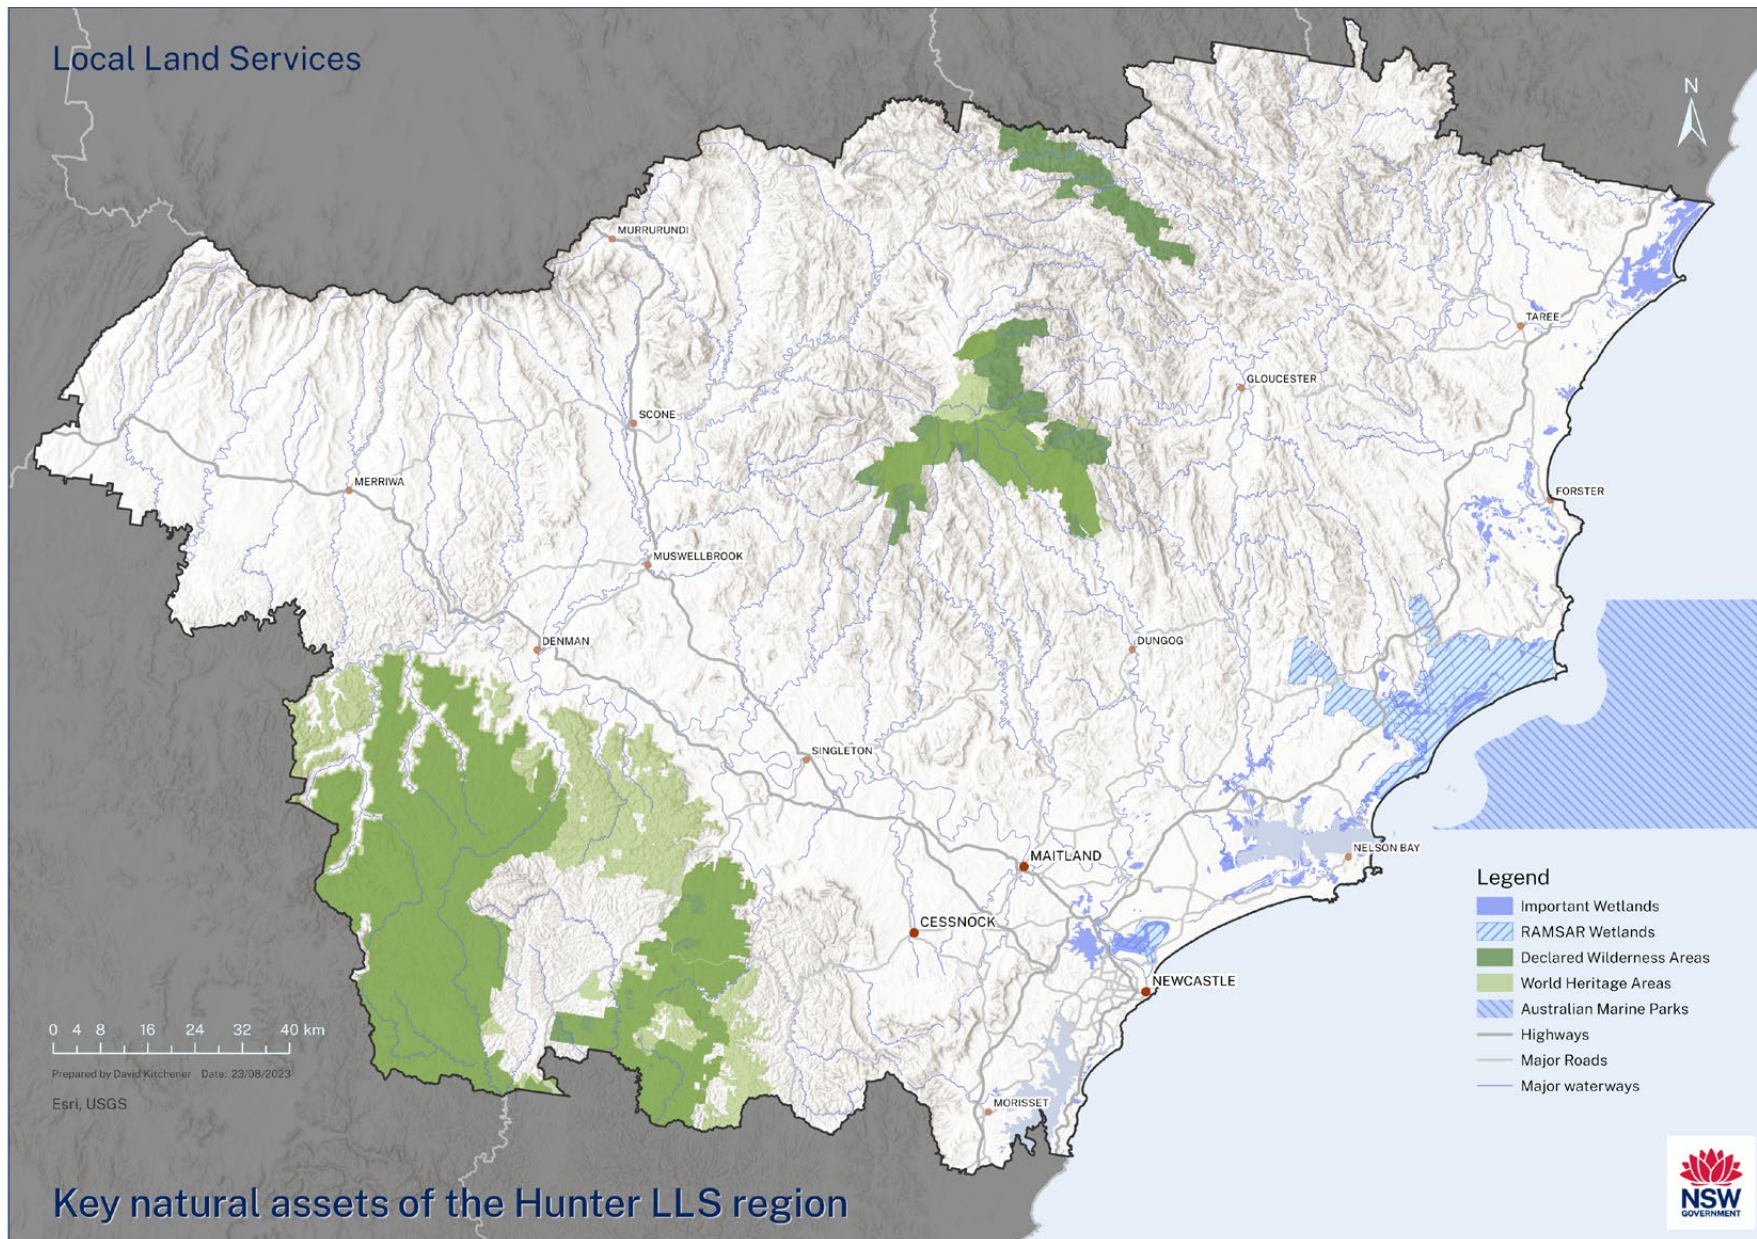 Local Land Services
N
MURRURUNDI
TAREE
GLOUCESTER
SCONE
MERRIWA
FORSTER
MUSWELLBROOK
DENMAN
DUNGOG
SINGLETON
NELSON BAY
MAITLAND
CESSNOCK
NEWCASTLE
MORISSET
Legend
Important Wetlands
RAMSAR Wetlands
Declared Wilderness Areas
World Heritage Areas
Australian Marine Parks
Highways
Major Roads
Major waterways
0 4 8 16 24 32 40 km
Prepared by David Kitchener Date: 23/08/2023
Esri, USGS
Key natural assets of the Hunter LLS region
NSW
GOVERNMENT